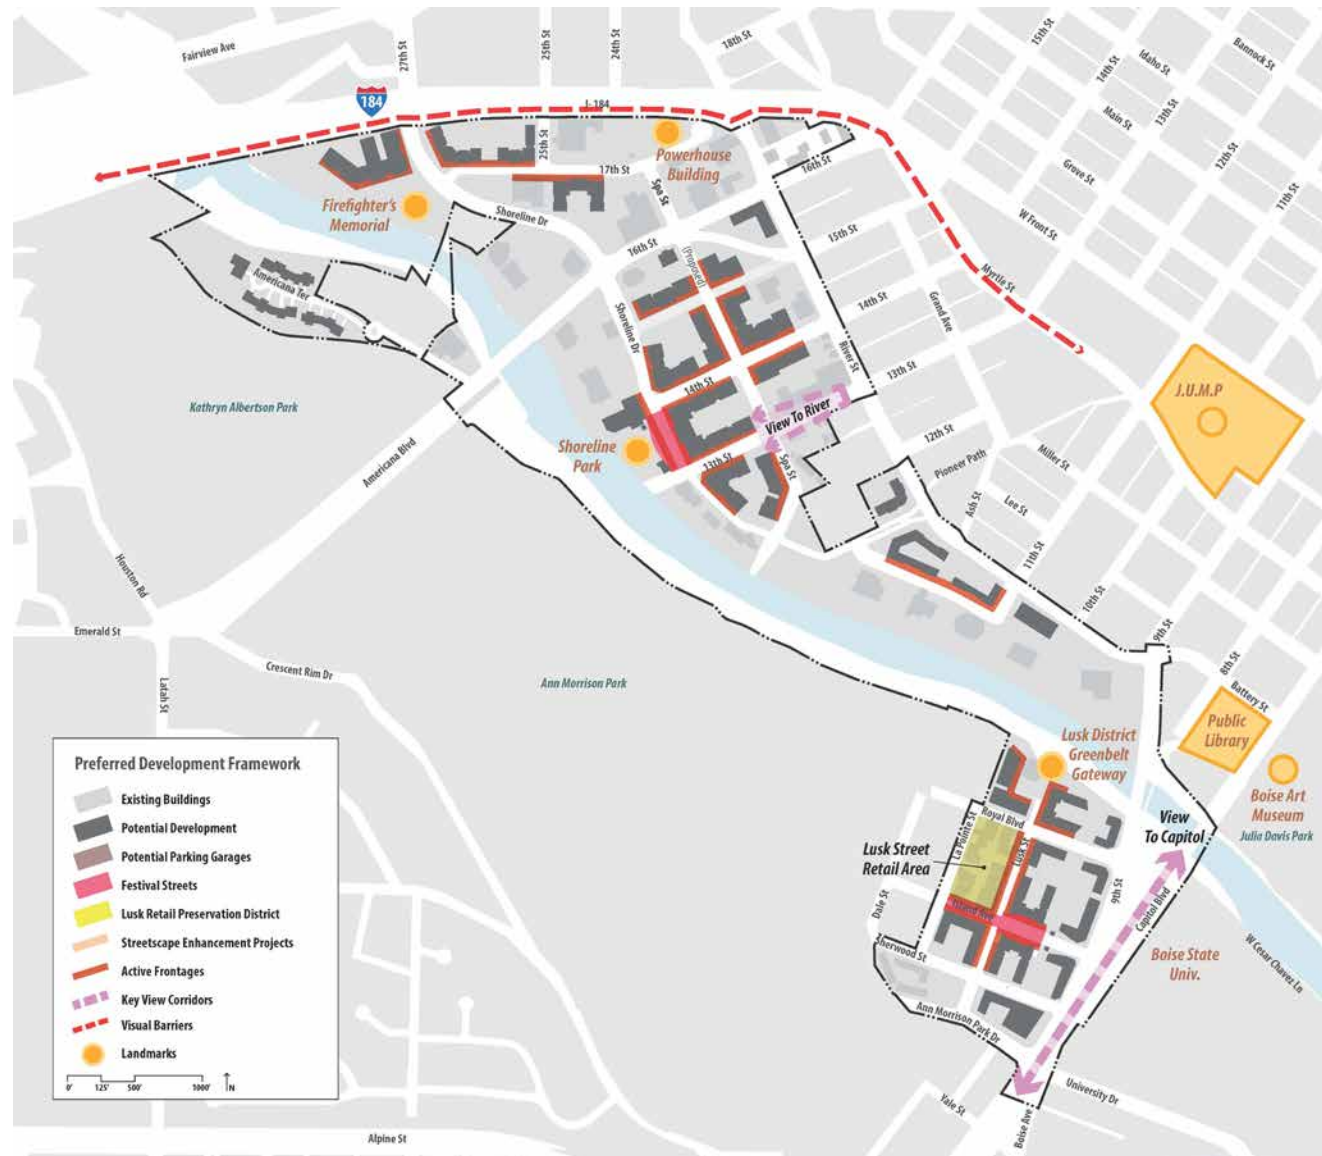 Fairview Ave
27th St
25th St
24th St
18th St
15th St
Bannock St
Idaho St
14th St
184
I-184
Main St
13th St
12th St
Powerhouse
Building
16th St
Grove St
11th St
25th St
17th St
Spa St
Firefighter's
Memorial
Shoreline Dr
W Front St
16th St
(Proposed)
15th St
Myrtle St
Americana Ter
14th St
Grand Ave
Shoreline Dr
River St
13th St
J.U.M.P
14th St
Kathryn Albertson Park
View To River
Americana Blvd
Shoreline
Park
13th St
Spa St
12th St
Pioneer Path
Miller St
Ash St
Lee St
11th St
Houston Rd
10th St
Emerald St
9th St
8th St
Crescent Rim Dr
Latah St
Ann Morrison Park
Battery St
Public
Library
Lusk District
Greenbelt
Gateway
Boise Art
Museum
Julia Davis Park
View
To Capitol
La Pointe St
Royal Blvd
Lusk St
Lusk Street
Retail Area
Dale St
Island Ave
9th St
Capitol Blvd
Sherwood St
Boise State
Univ.
W Cesar Chavez Ln
Ann Morrison Park Dr
University Dr
Yale St
Boise Ave
Alpine St
Preferred Development Framework
Existing Buildings
Potential Development
Potential Parking Garages
Festival Streets
Lusk Retail Preservation District
Streetscape Enhancement Projects
Active Frontages
Key View Corridors
Visual Barriers
Landmarks
0' 125' 500' 1000' N